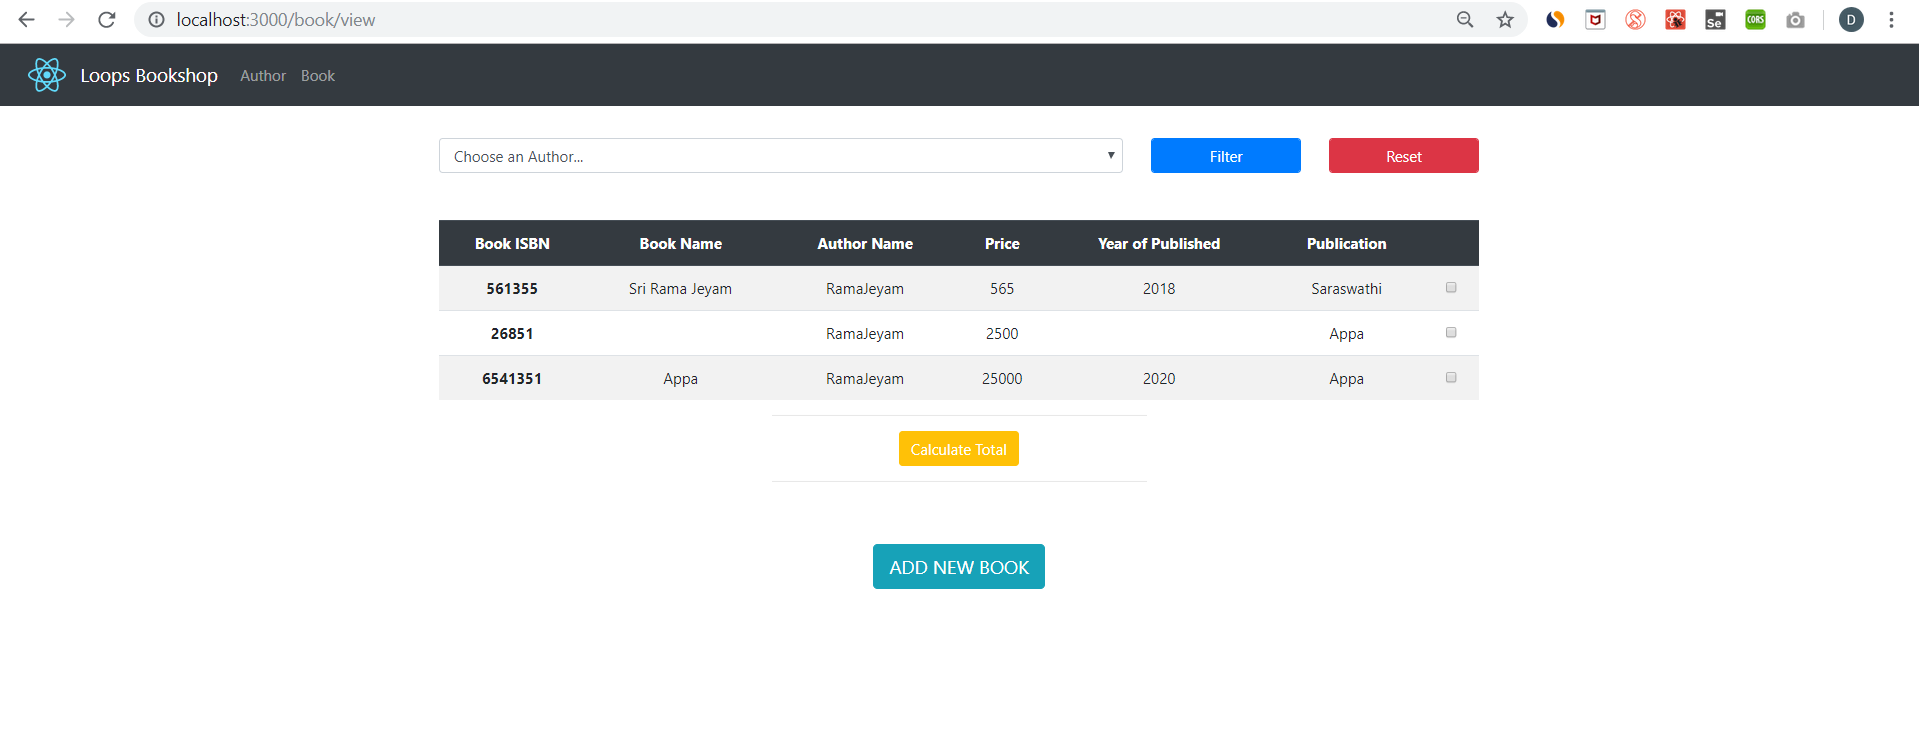 localhost:3000/book/view
Se
CORS
D
Loops Bookshop Author Book
Choose an Author... Filter Reset
Book ISBN Book Name Author Name Price Year of Published Publication
561355 Sri Rama Jeyam RamaJeyam 565 2018 Saraswathi
26851 RamaJeyam 2500 Appa
6541351 Appa RamaJeyam 25000 2020 Appa
Calculate Total
ADD NEW BOOK